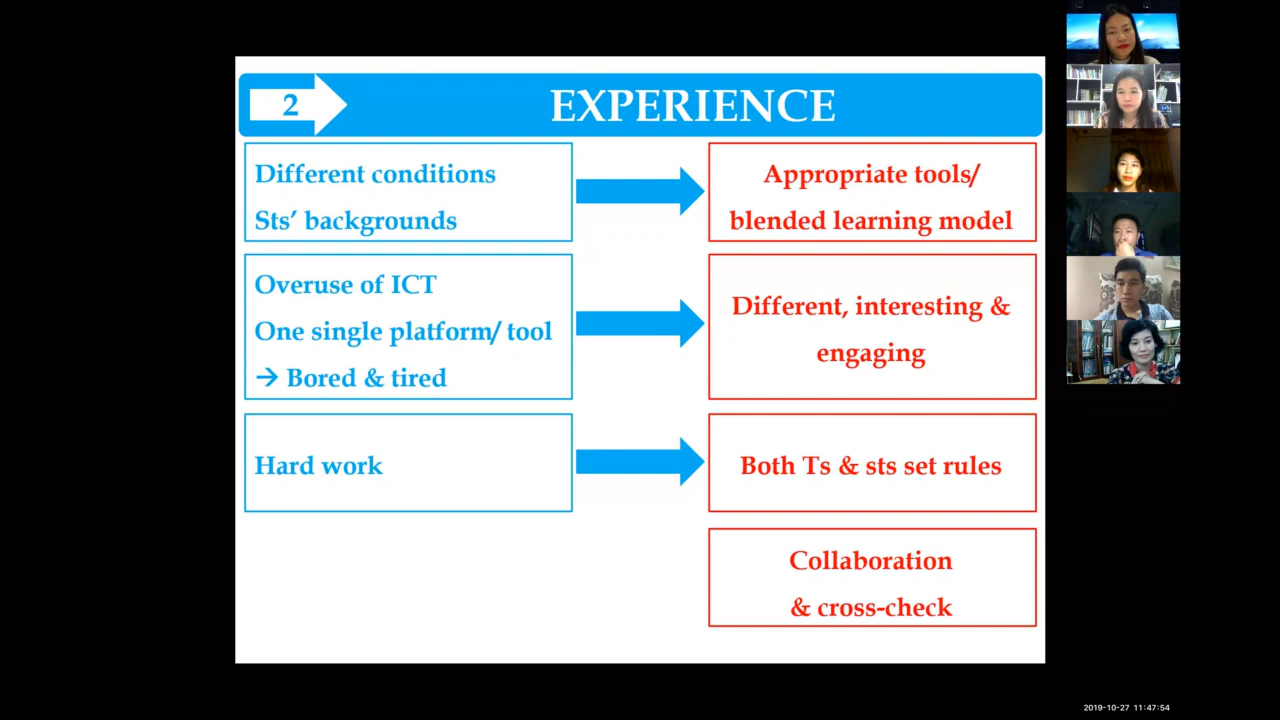 2
EXPERIENCE
Different conditions
Sts’ backgrounds
Appropriate tools/
blended learning model
Overuse of ICT
One single platform/ tool
→ Bored & tired
Different, interesting &
engaging
Hard work
Both Ts & sts set rules
Collaboration
& cross-check
2019-10-27 11:47:54